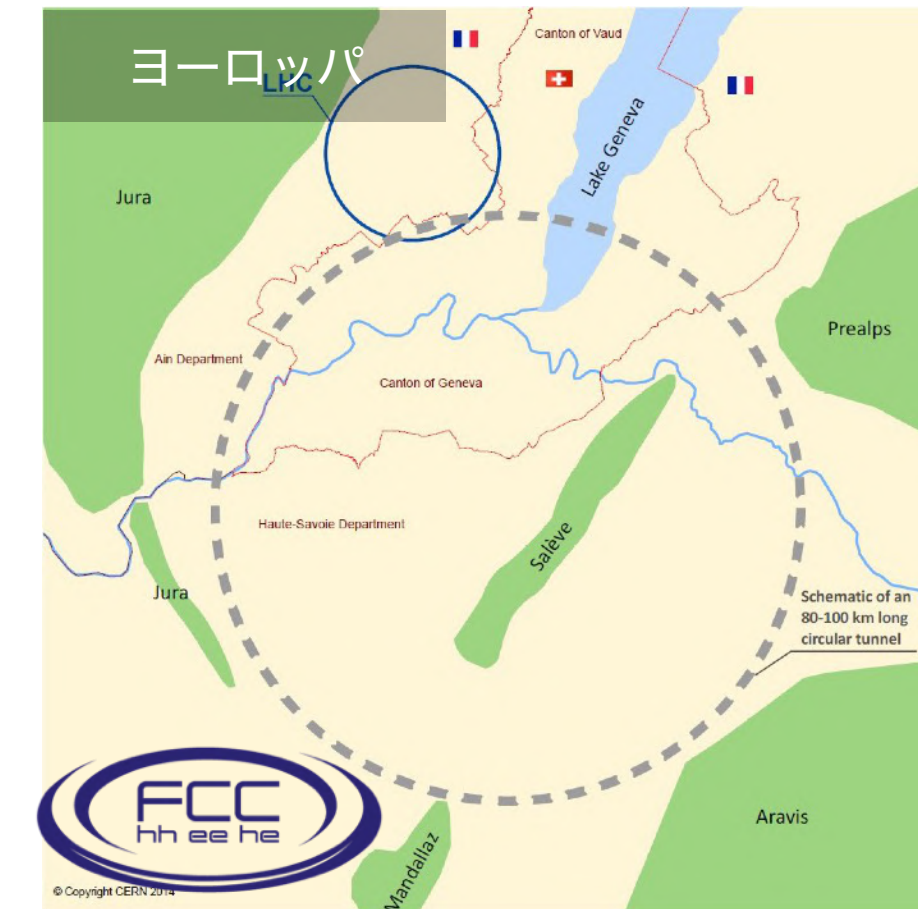 ヨーロッパ
LHC
Canton of Vaud
Lake Geneva
Jura
Prealps
Ain Department
Canton of Geneva
Haute-Savoie Department
Salève
Jura
Schematic of an
80-100 km long
circular tunnel
FCC
hh ee he
Mandallaz
Aravis
© Copyright CERN 2014